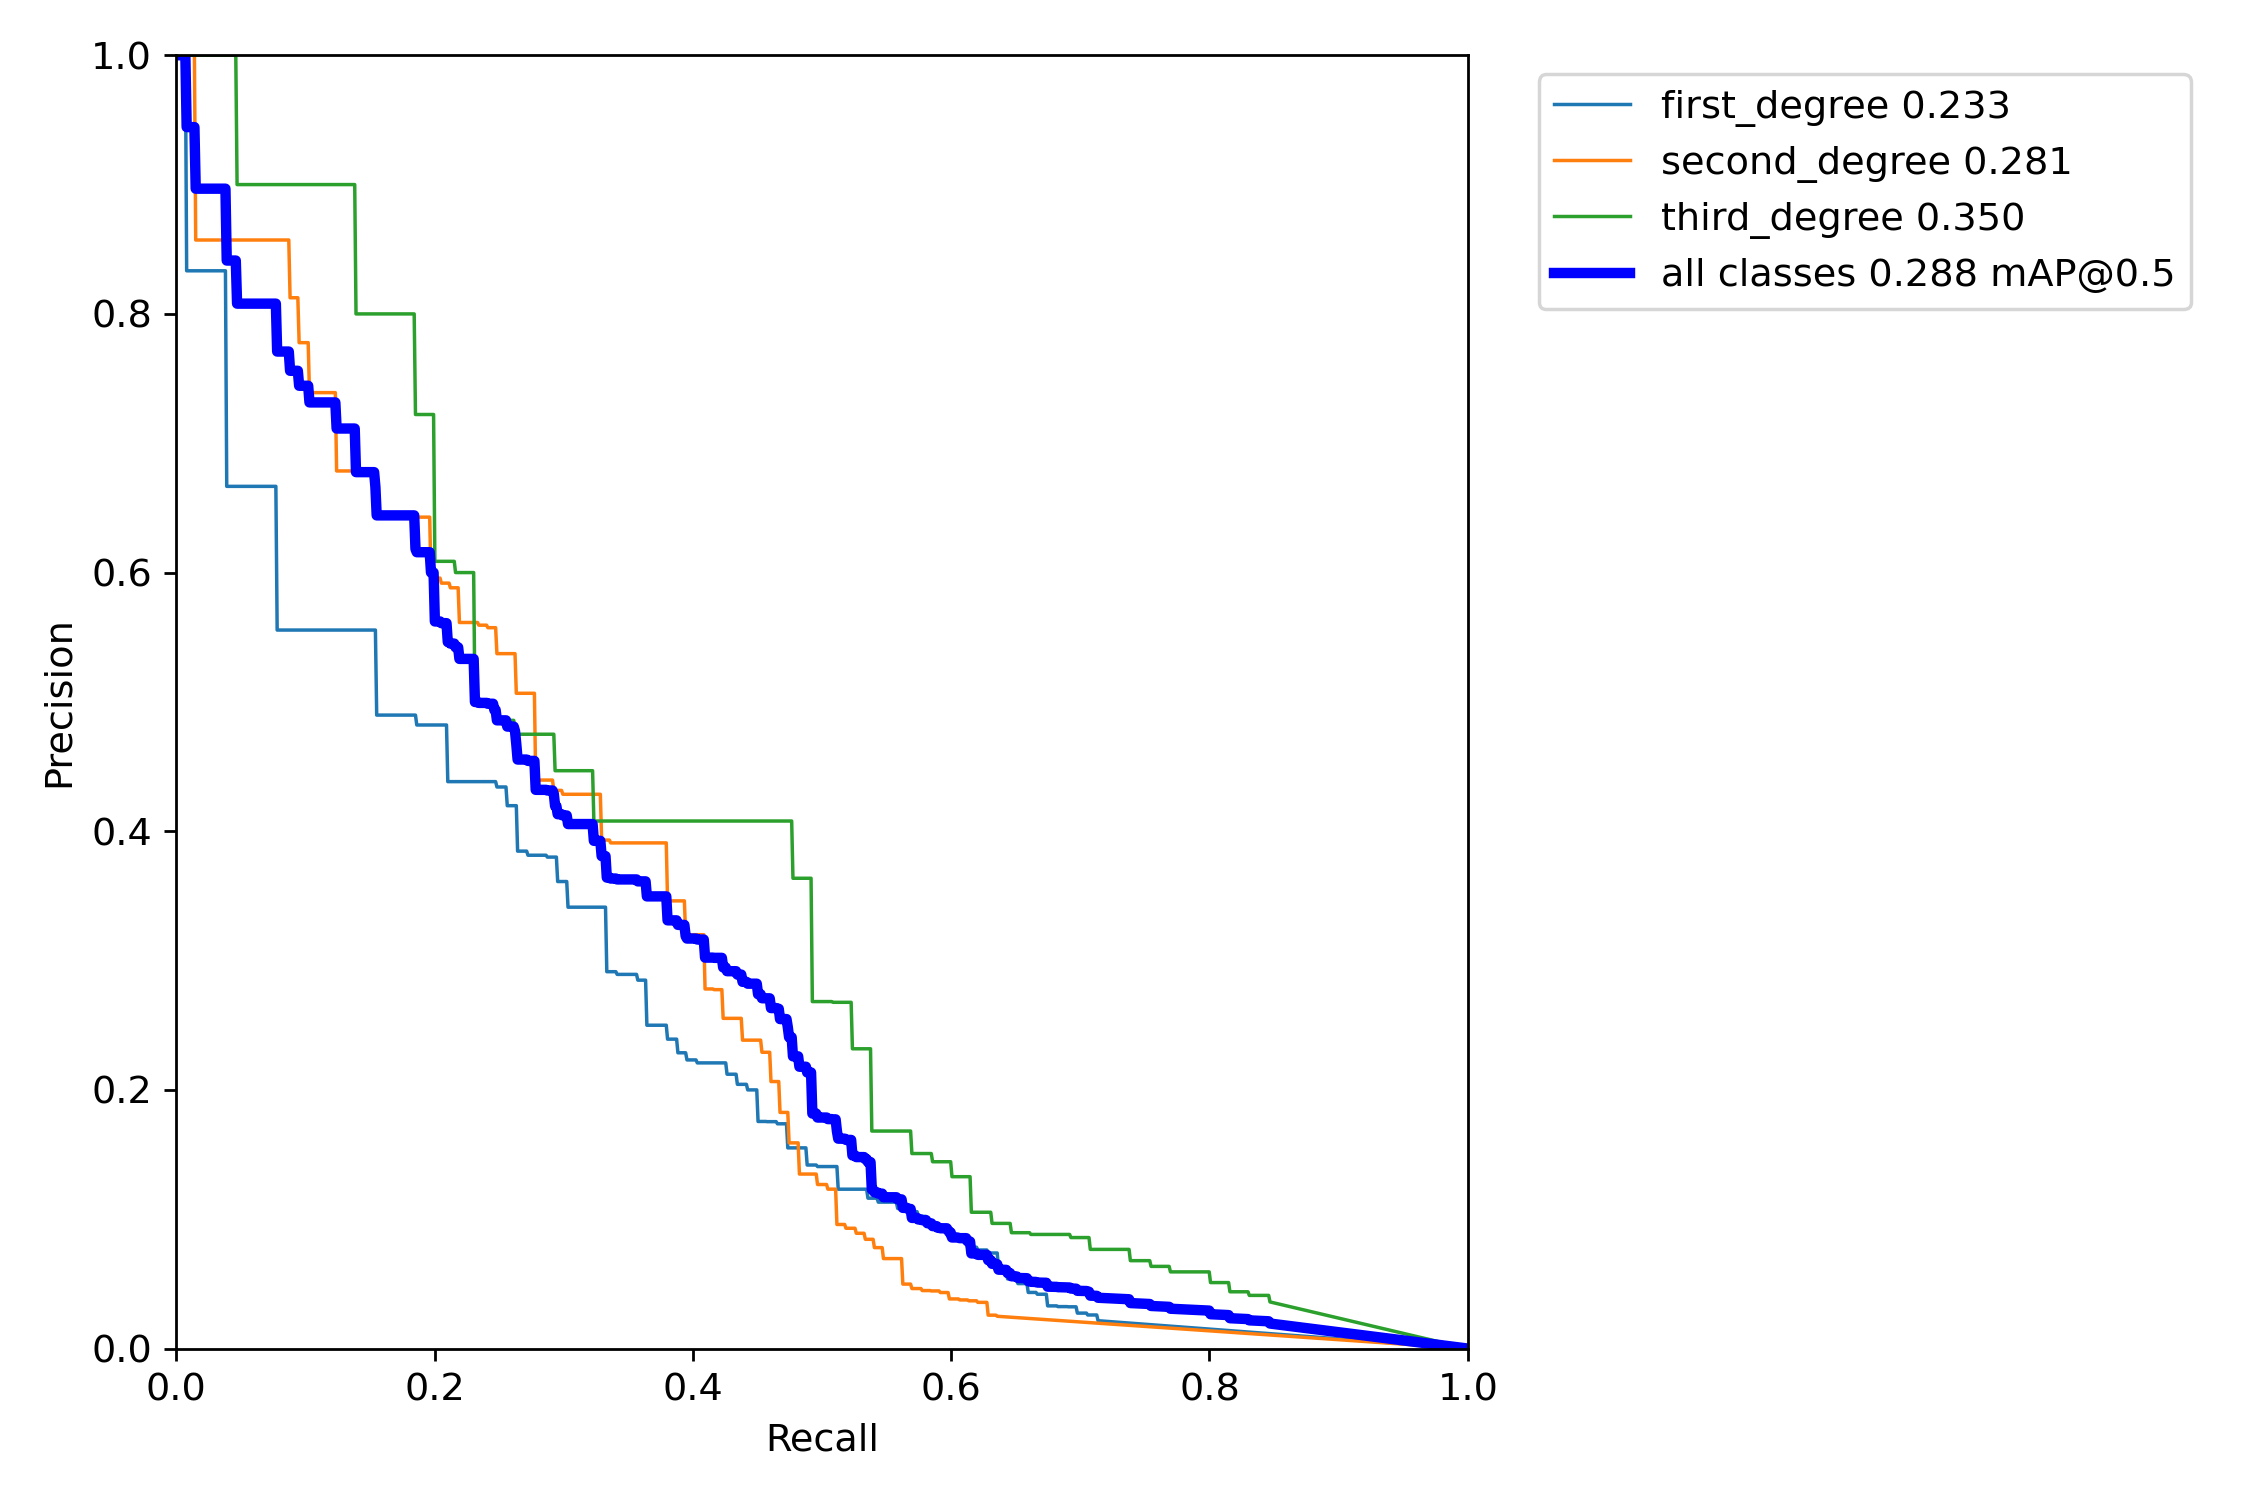 1.0
0.8
0.6
0.4
0.2
0.0
Precision
0.0 0.2 0.4 0.6 0.8 1.0
Recall
first_degree 0.233
second_degree 0.281
third_degree 0.350
all classes 0.288 mAP@0.5